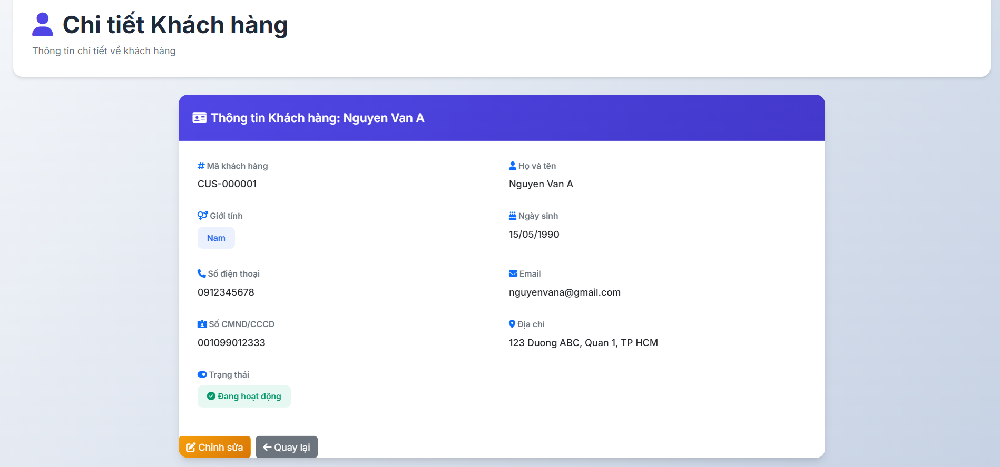 Chi tiết Khách hàng
Thông tin chi tiết về khách hàng
Thông tin Khách hàng: Nguyen Van A
Mã khách hàng
CUS-000001
Họ và tên
Nguyen Van A
Giới tính
Nam
Ngày sinh
15/05/1990
Số điện thoại
0912345678
Email
nguyenvana@gmail.com
Số CMND/CCCD
001099012333
Địa chỉ
123 Duong ABC, Quan 1, TP HCM
Trạng thái
Đang hoạt động
Chỉnh sửa
Quay lại